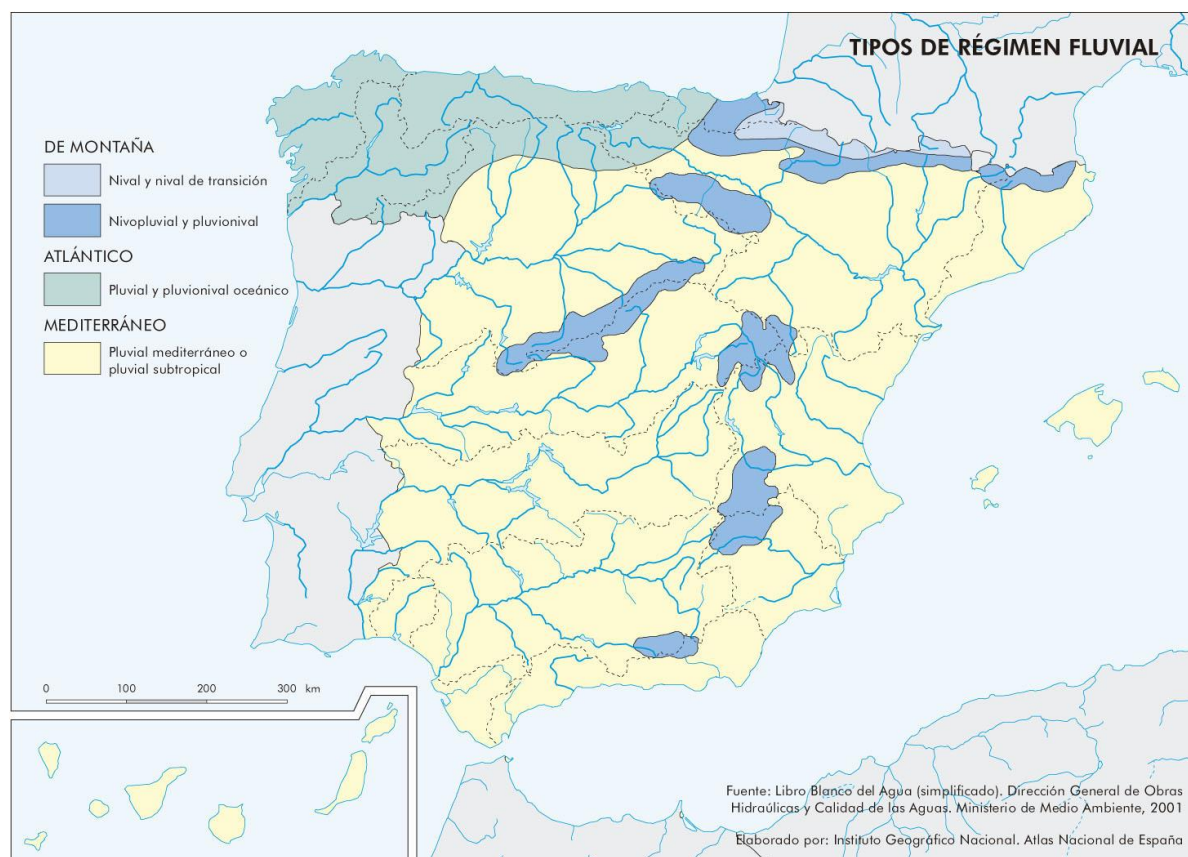 TIPOS DE RÉGIMEN FLUVIAL
DE MONTAÑA
Nival y nival de transición
Nivopluvial y pluvionival
ATLÁNTICO
Pluvial y pluvionival oceánico
MEDITERRÁNEO
Pluvial mediterráneo o
pluvial subtropical
0 100 200 300 km
Fuente: Libro Blanco del Agua (simplificado). Dirección General de Obras
Hidraúlicas y Calidad de las Aguas. Ministerio de Medio Ambiente, 2001
Elaborado por: Instituto Geográfico Nacional. Atlas Nacional de España